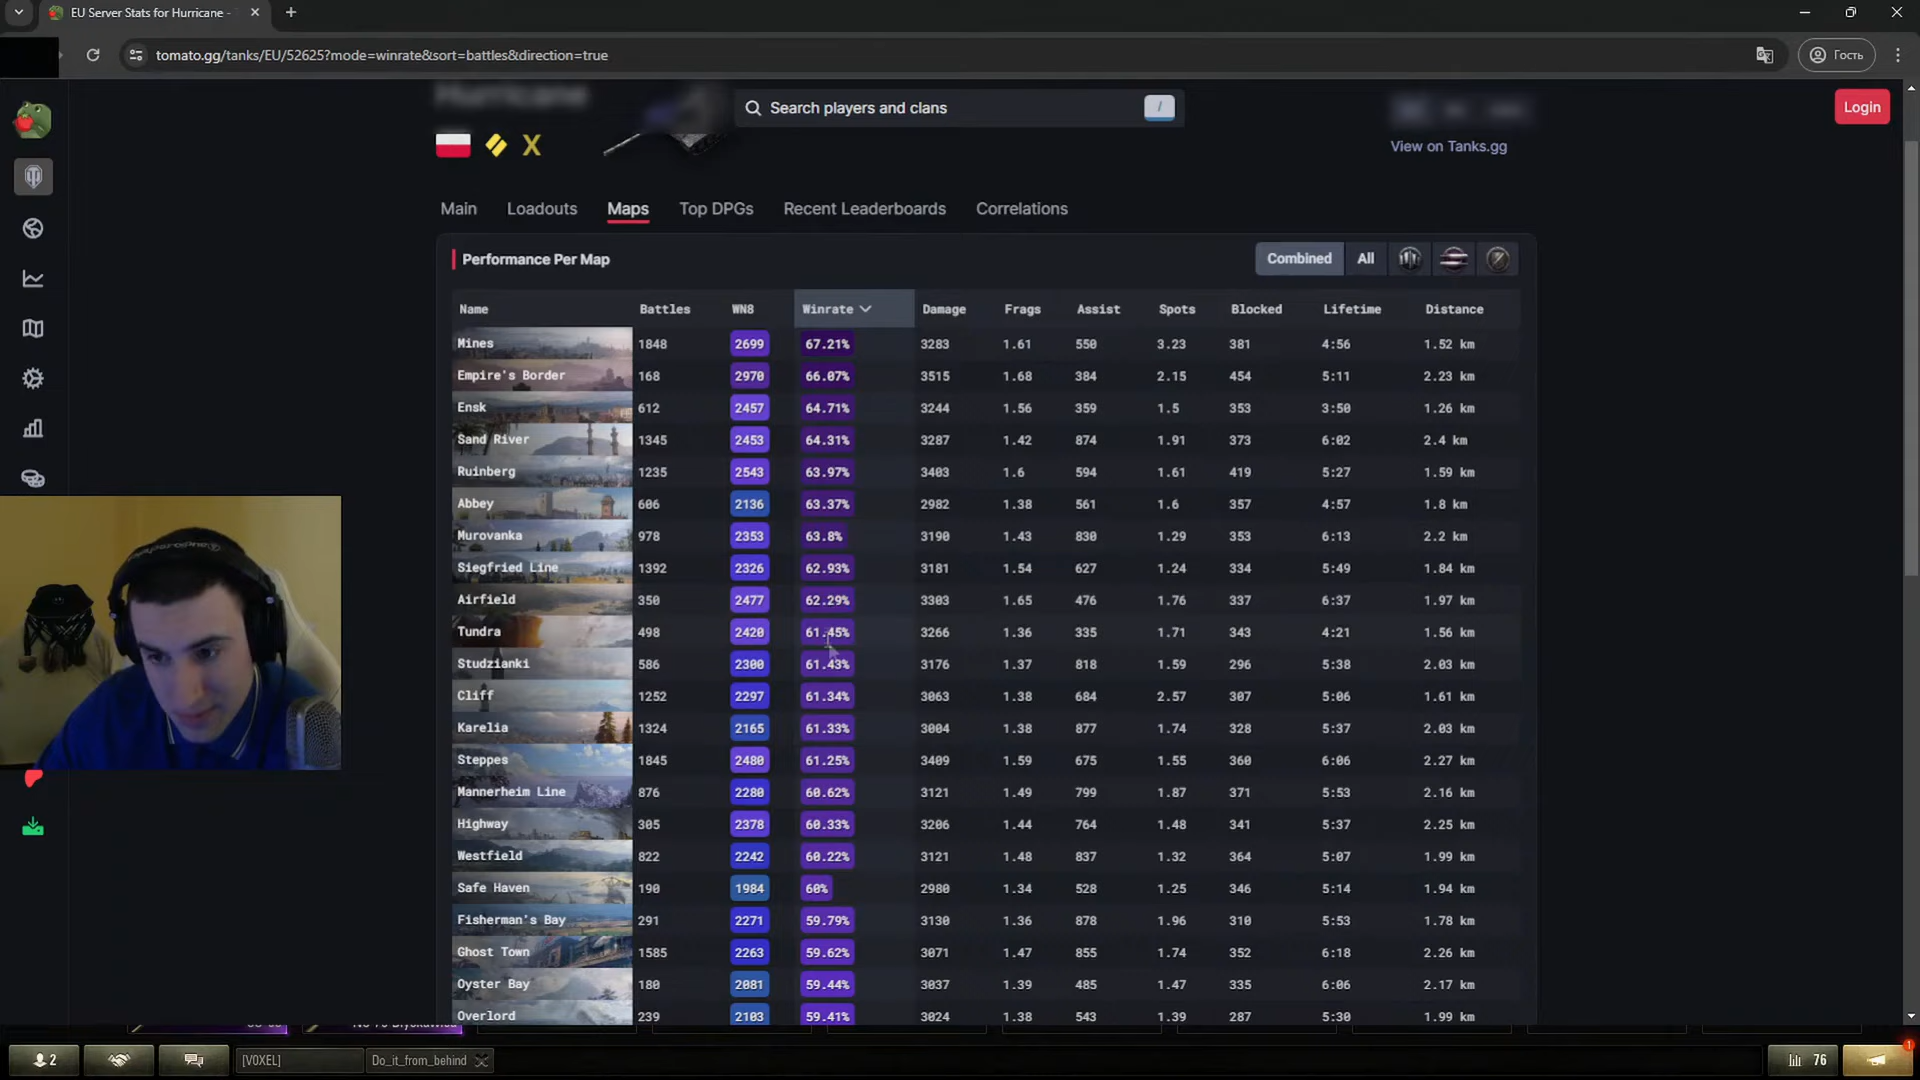 EU Server Stats for Hurricane -
tomato.gg/tanks/EU/52625?mode=winrate&sort=battles&direction=true
Гость
Hurricane
Search players and clans
/
Login
X
View on Tanks.gg
Main Loadouts Maps Top DPGs Recent Leaderboards Correlations
Performance Per Map
Combined All
Name Battles WN8 Winrate Damage Frags Assist Spots Blocked Lifetime Distance
Mines 1848 2699 67.21% 3283 1.61 550 3.23 381 4:56 1.52 km
Empire's Border 168 2970 66.07% 3515 1.68 384 2.15 454 5:11 2.23 km
Ensk 612 2457 64.71% 3244 1.56 359 1.5 353 3:50 1.26 km
Sand River 1345 2453 64.31% 3287 1.42 874 1.91 373 6:02 2.4 km
Ruinberg 1235 2543 63.97% 3403 1.6 594 1.61 419 5:27 1.59 km
Abbey 606 2136 63.37% 2982 1.38 561 1.6 357 4:57 1.8 km
Murovanka 978 2353 63.8% 3190 1.43 830 1.29 353 6:13 2.2 km
Siegfried Line 1392 2326 62.93% 3181 1.54 627 1.24 334 5:49 1.84 km
Airfield 350 2477 62.29% 3303 1.65 476 1.76 337 6:37 1.97 km
Tundra 498 2420 61.45% 3266 1.36 335 1.71 343 4:21 1.56 km
Studzianki 586 2300 61.43% 3176 1.37 818 1.59 296 5:38 2.03 km
Cliff 1252 2297 61.34% 3063 1.38 684 2.57 307 5:06 1.61 km
Karelia 1324 2165 61.33% 3004 1.38 877 1.74 328 5:37 2.03 km
Steppes 1845 2480 61.25% 3409 1.59 675 1.55 360 6:06 2.27 km
Mannerheim Line 876 2280 60.62% 3121 1.49 799 1.87 371 5:53 2.16 km
Highway 305 2378 60.33% 3206 1.44 764 1.48 341 5:37 2.25 km
Westfield 822 2242 60.22% 3121 1.48 837 1.32 364 5:07 1.99 km
Safe Haven 190 1984 60% 2980 1.34 528 1.25 346 5:14 1.94 km
Fisherman's Bay 291 2271 59.79% 3130 1.36 878 1.96 310 5:53 1.78 km
Ghost Town 1585 2263 59.62% 3071 1.47 855 1.74 352 6:18 2.26 km
Oyster Bay 180 2081 59.44% 3037 1.39 485 1.47 335 6:06 2.17 km
Overlord 239 2103 59.41% 3024 1.38 543 1.39 287 5:30 1.99 km
2
[V0XEL]
Do_it_from_behind
76
1